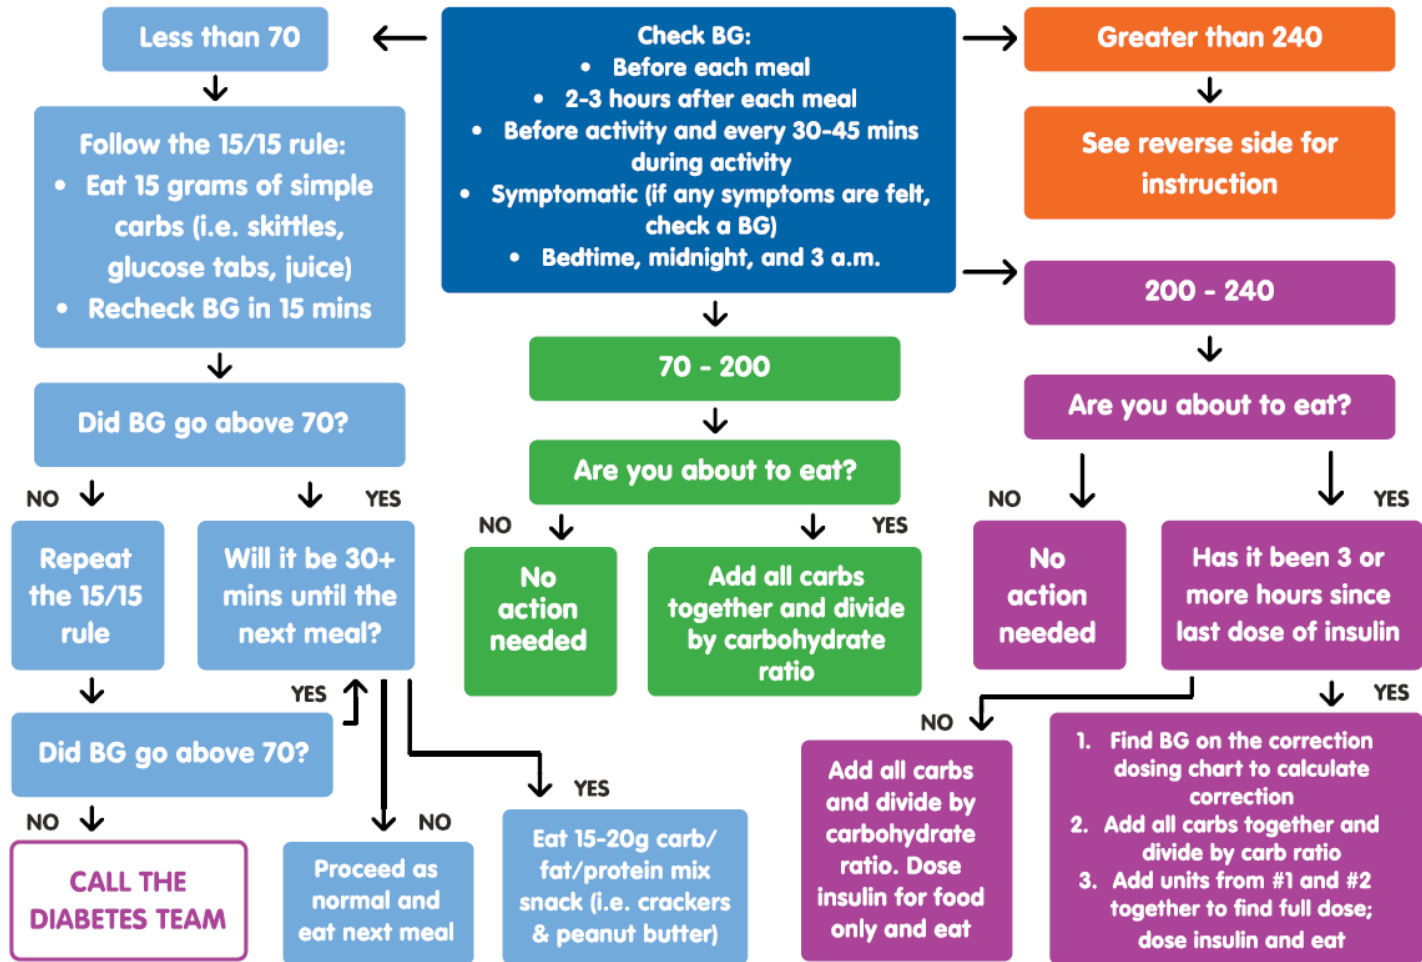 Less than 70
Check BG:
• Before each meal
• 2-3 hours after each meal
• Before activity and every 30-45 mins
during activity
• Symptomatic (if any symptoms are felt,
check a BG)
• Bedtime, midnight, and 3 a.m.
Greater than 240
See reverse side for
instruction
Follow the 15/15 rule:
• Eat 15 grams of simple
carbs (i.e. skittles,
glucose tabs, juice)
• Recheck BG in 15 mins
Did BG go above 70?
NO
YES
Repeat
the 15/15
rule
Will it be 30+
mins until the
next meal?
YES
Did BG go above 70?
NO
CALL THE
DIABETES TEAM
NO
Proceed as
normal and
eat next meal
YES
Eat 15-20g carb/
fat/protein mix
snack (i.e. crackers
& peanut butter)
70 - 200
Are you about to eat?
NO
YES
No
action
needed
Add all carbs
together and divide
by carbohydrate
ratio
200 - 240
Are you about to eat?
NO
YES
No
action
needed
Has it been 3 or
more hours since
last dose of insulin
NO
YES
Add all carbs
and divide by
carbohydrate
ratio. Dose
insulin for food
only and eat
1. Find BG on the correction
dosing chart to calculate
correction
2. Add all carbs together and
divide by carb ratio
3. Add units from #1 and #2
together to find full dose;
dose insulin and eat